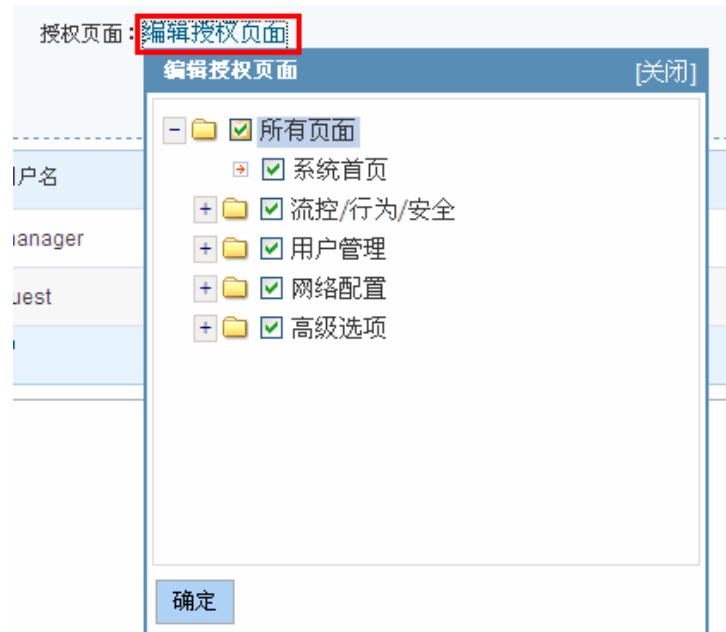 授权页面：编辑授权页面
编辑授权页面 [关闭]
所有页面
系统首页
户名
流控/行为/安全
anager
用户管理
uest
网络配置
高级选项
确定